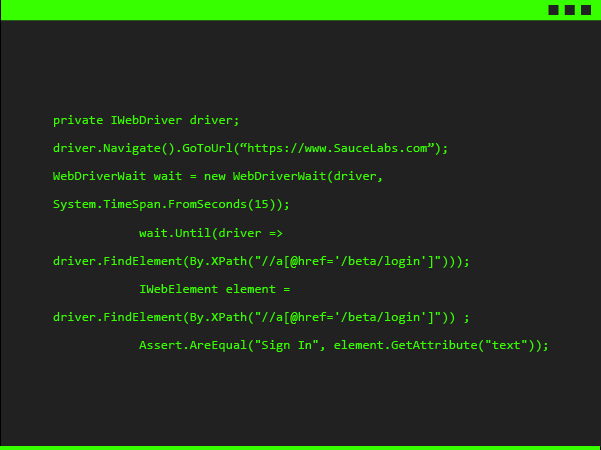 private IWebDriver driver;
driver.Navigate().GoToUrl(“https://www.SauceLabs.com”);
WebDriverWait wait = new WebDriverWait(driver,
System.TimeSpan.FromSeconds(15));
wait.Until(driver =>
driver.FindElement(By.XPath("//a[@href='/beta/login']")));
IWebElement element =
driver.FindElement(By.XPath("//a[@href='/beta/login']")) ;
Assert.AreEqual("Sign In", element.GetAttribute("text"));